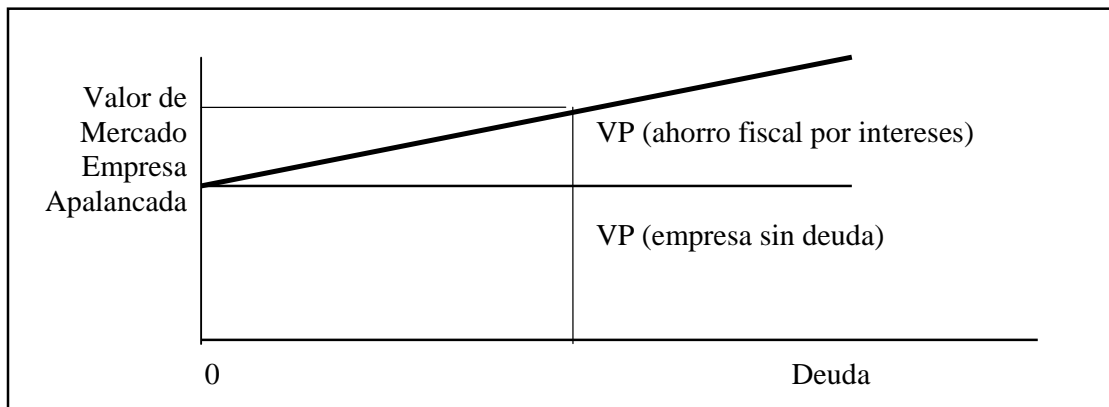 Valor de
Mercado
Empresa
Apalancada
VP (ahorro fiscal por intereses)
VP (empresa sin deuda)
0
Deuda